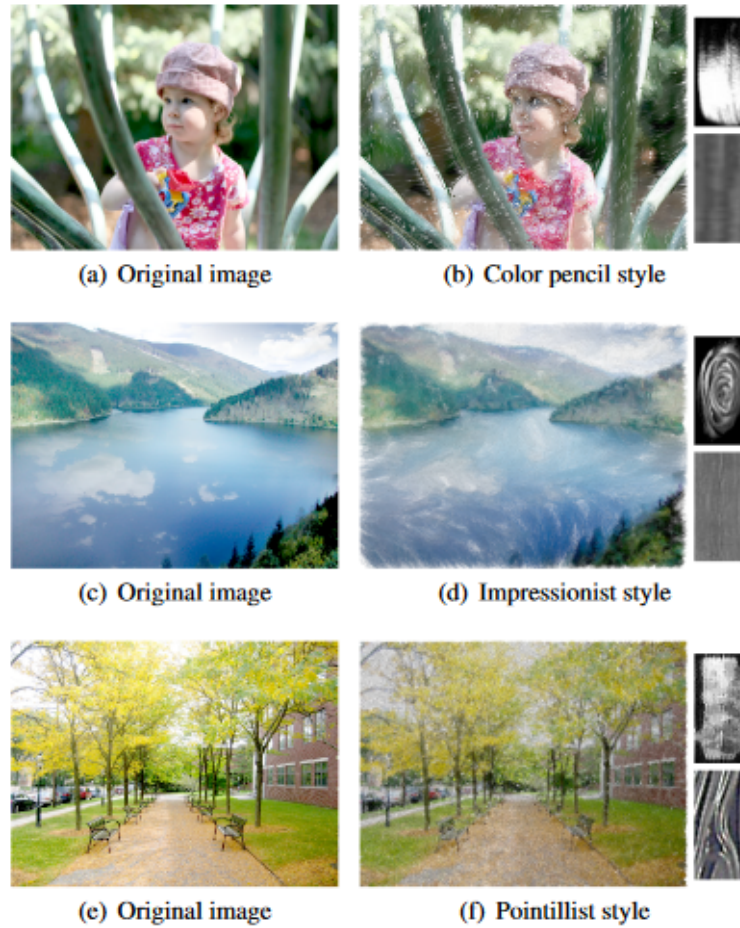 (a) Original image
(b) Color pencil style
(c) Original image
(d) Impressionist style
(e) Original image
(f) Pointillist style